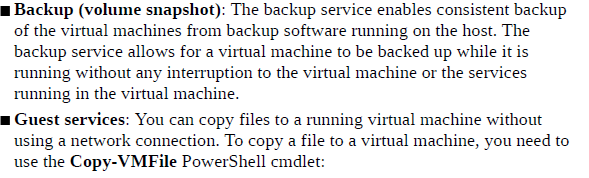 ■ Backup (volume snapshot): The backup service enables consistent backup
of the virtual machines from backup software running on the host. The
backup service allows for a virtual machine to be backed up while it is
running without any interruption to the virtual machine or the services
running in the virtual machine.
■ Guest services: You can copy files to a running virtual machine without
using a network connection. To copy a file to a virtual machine, you need to
use the Copy-VMFile PowerShell cmdlet: